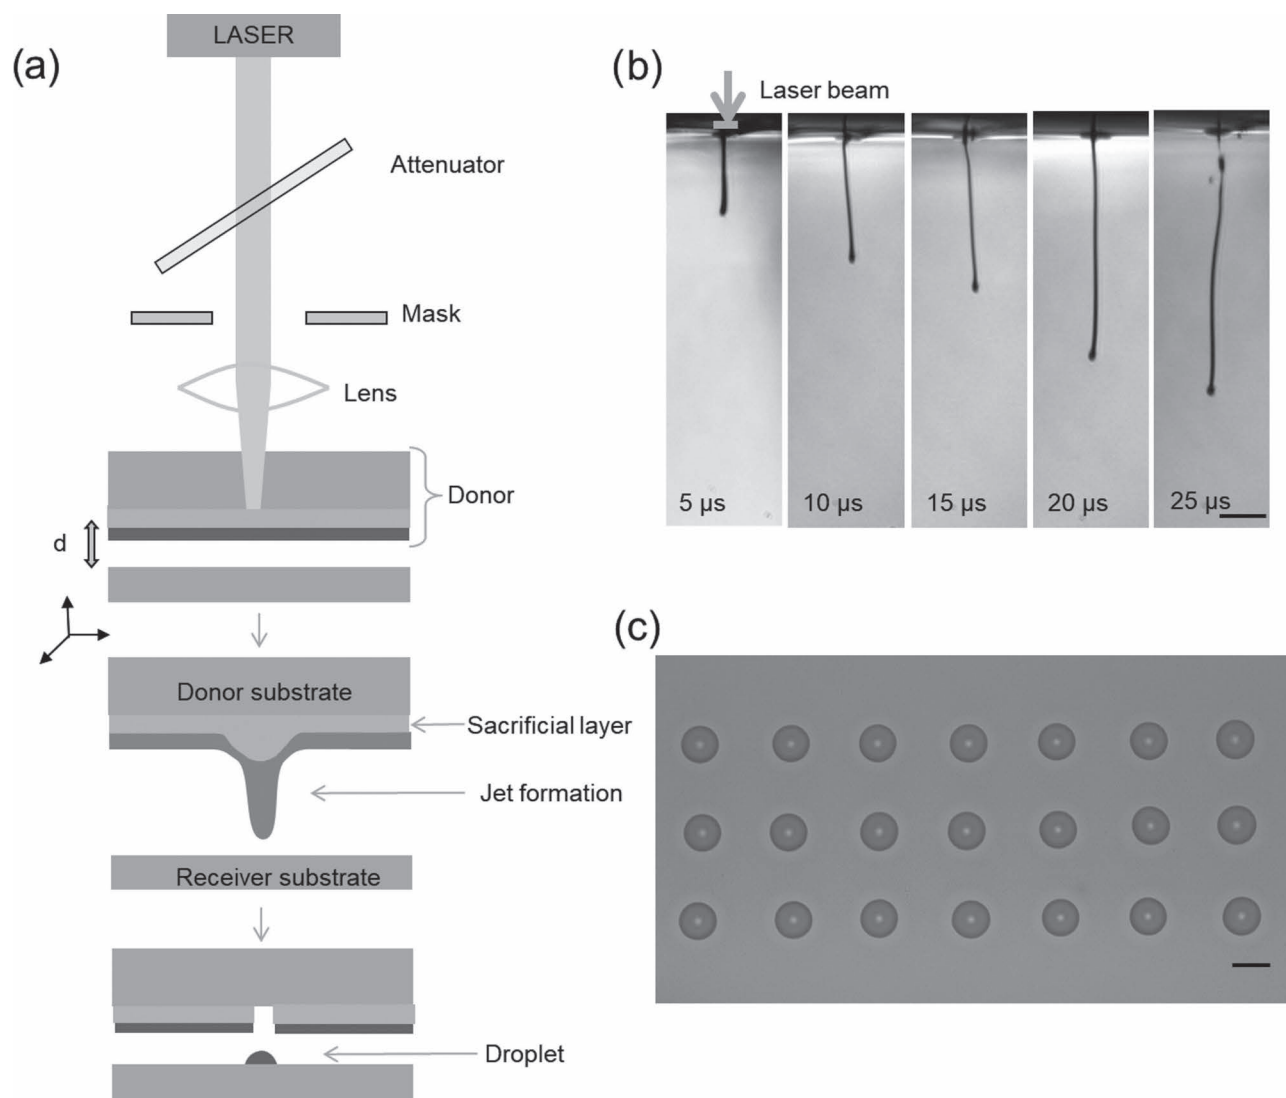 (a)
LASER
Attenuator
Mask
Lens
Donor
d
Donor substrate
Sacrificial layer
Jet formation
Receiver substrate
Droplet
(b)
Laser beam
5 µs
10 µs
15 µs
20 µs
25 µs
(c)